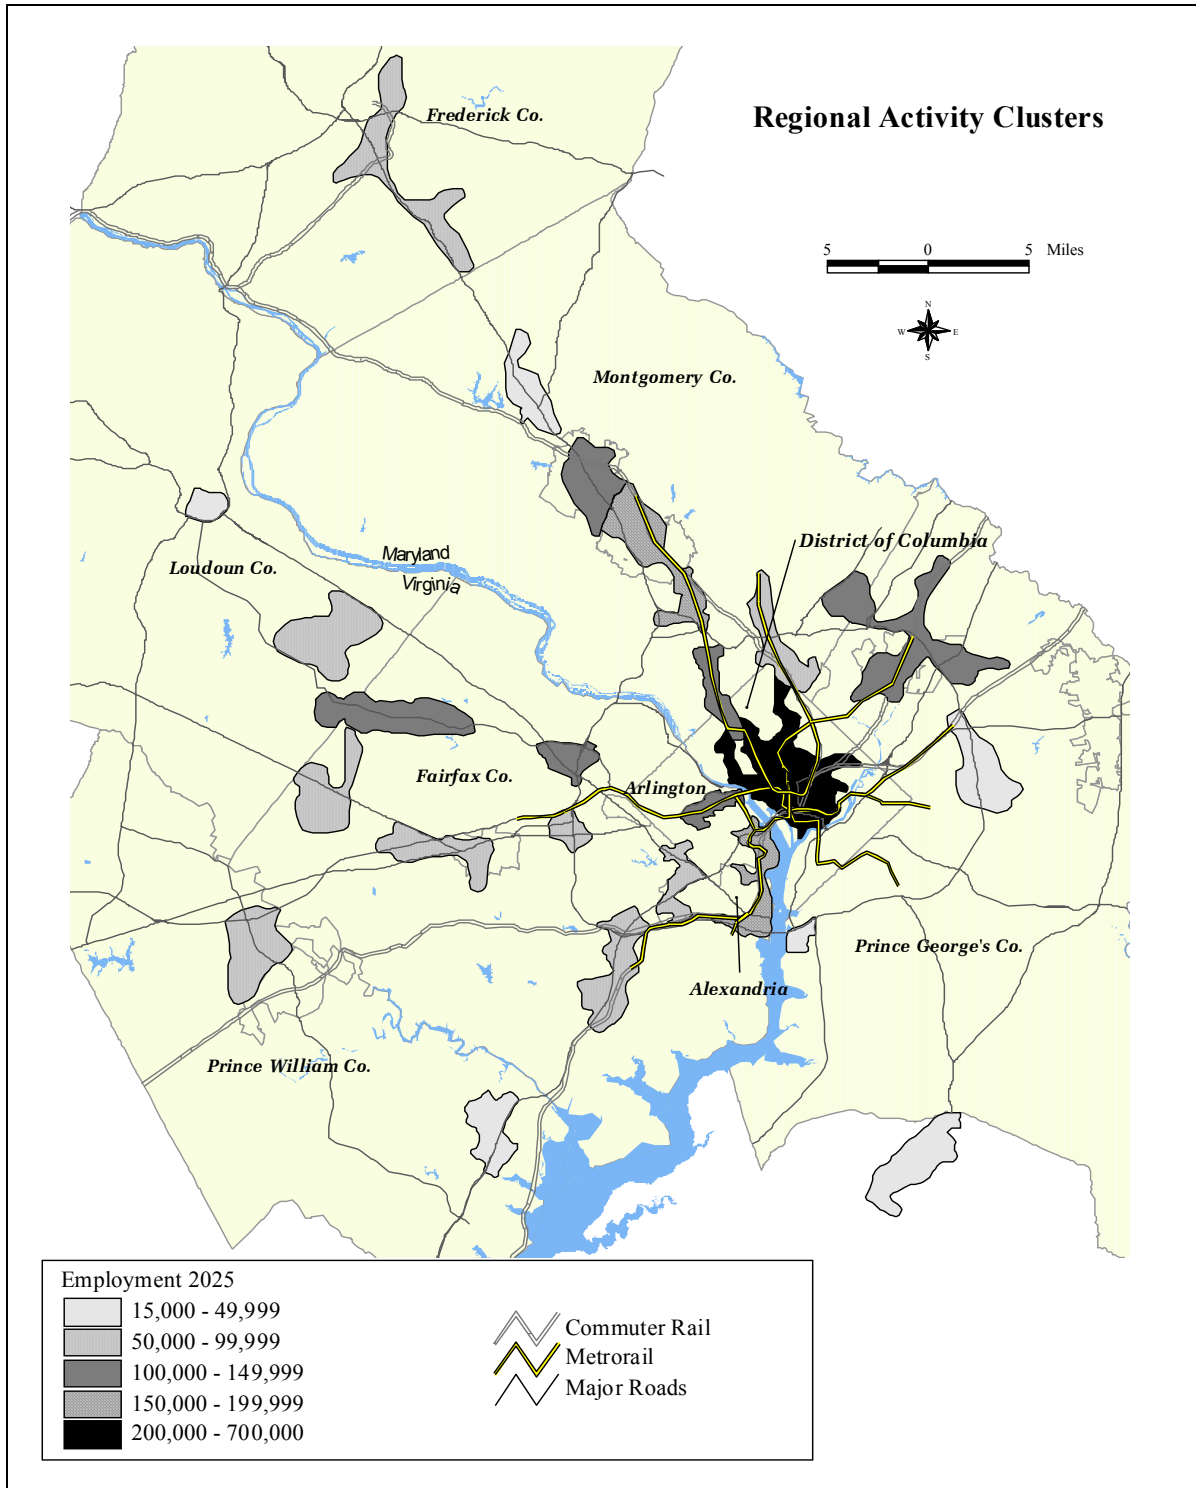 Frederick Co.
Regional Activity Clusters
5 0 5 Miles
N
W E
S
Montgomery Co.
District of Columbia
Maryland
Virginia
Loudoun Co.
Fairfax Co.
Arlington
Prince George's Co.
Alexandria
Prince William Co.
Employment 2025
15,000 - 49,999
50,000 - 99,999
100,000 - 149,999
150,000 - 199,999
200,000 - 700,000
Commuter Rail
Metrorail
Major Roads